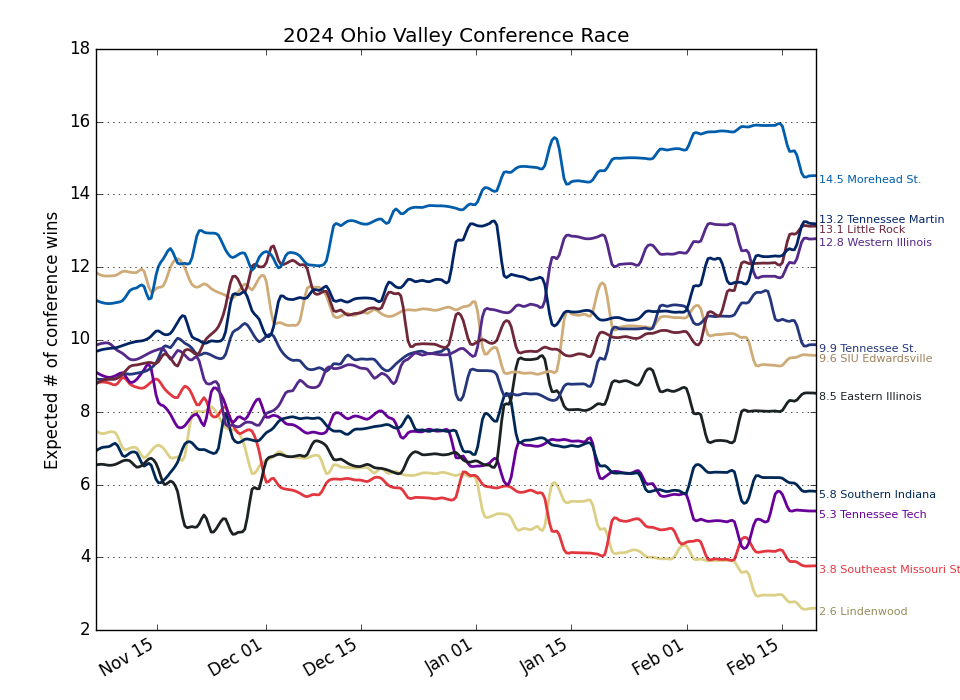 2024 Ohio Valley Conference Race
Expected # of conference wins
18
16
14
12
10
8
6
4
2
14.5 Morehead St.
13.2 Tennessee Martin
13.1 Little Rock
12.8 Western Illinois
9.9 Tennessee St.
9.6 SIU Edwardsville
8.5 Eastern Illinois
5.8 Southern Indiana
5.3 Tennessee Tech
3.8 Southeast Missouri St
2.6 Lindenwood
Nov 15
Dec 01
Dec 15
Jan 01
Jan 15
Feb 01
Feb 15